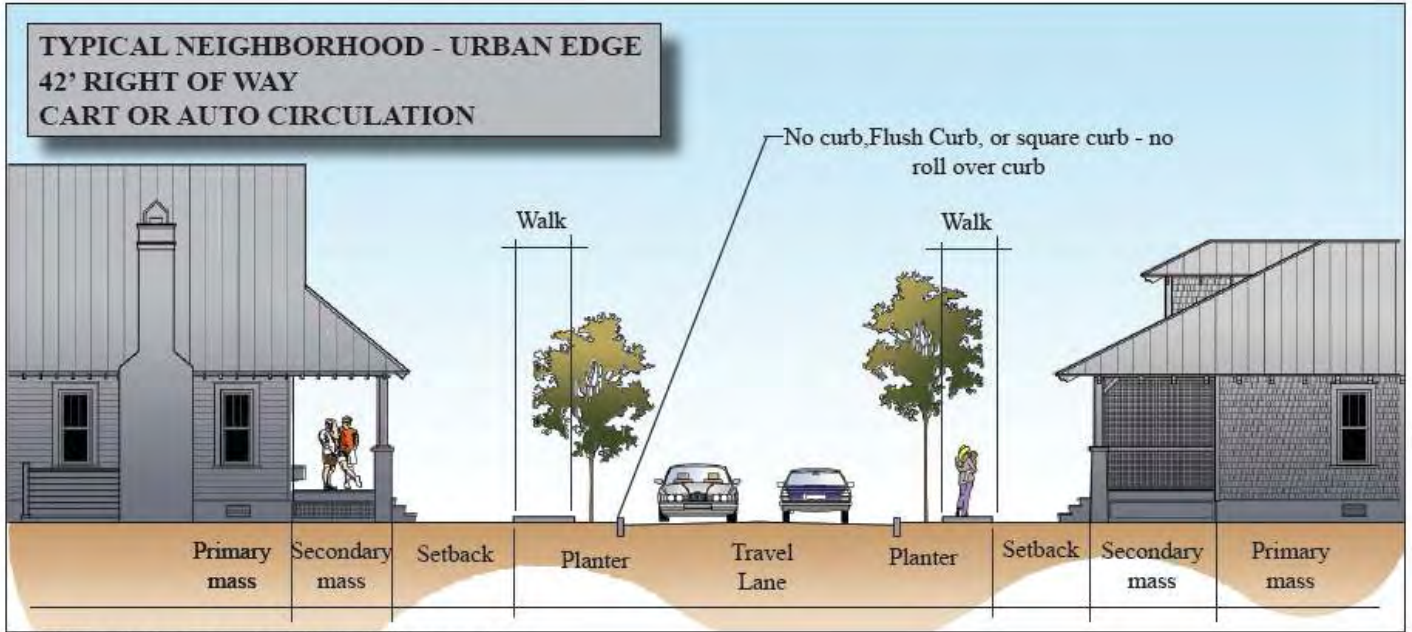 TYPICAL NEIGHBORHOOD - URBAN EDGE
42' RIGHT OF WAY
CART OR AUTO CIRCULATION
No curb,Flush Curb, or square curb - no
roll over curb
Walk
Walk
Primary
mass
Secondary
mass
Setback
Planter
Travel
Lane
Planter
Setback
Secondary
mass
Primary
mass